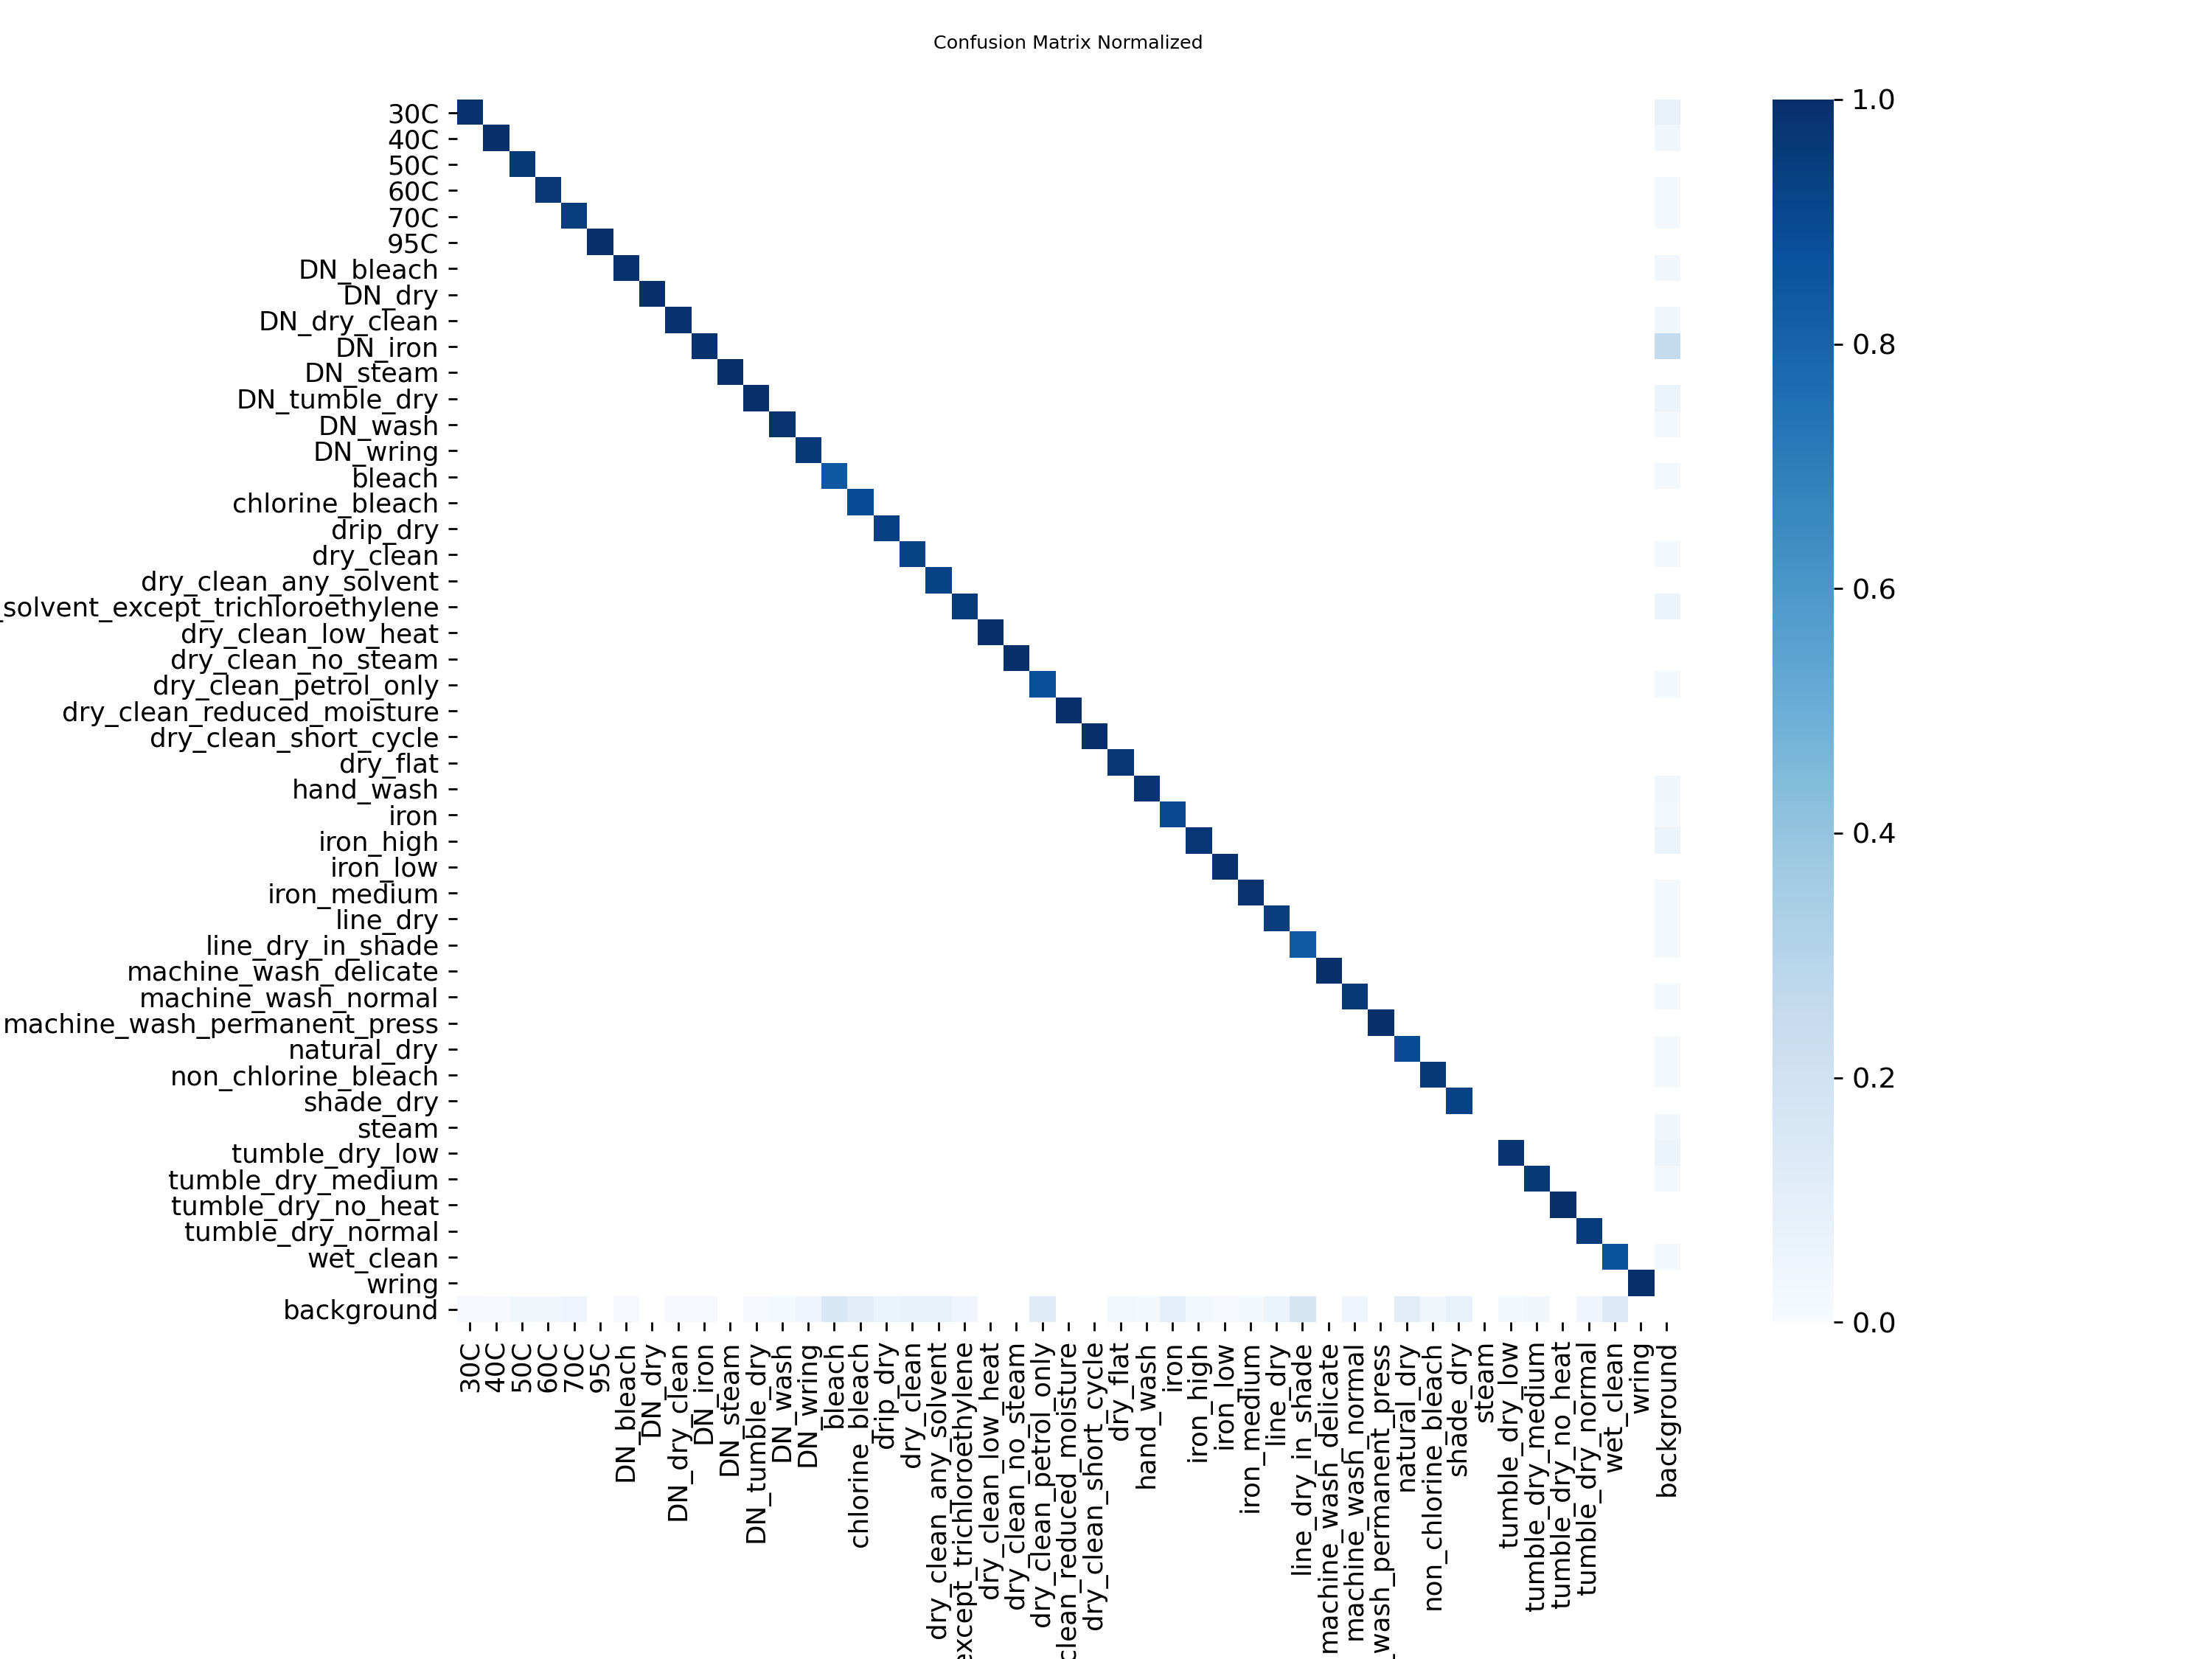 Confusion Matrix Normalized
30C
40C
50C
60C
70C
95C
DN_bleach
DN_dry
DN_dry_clean
DN_iron
DN_steam
DN_tumble_dry
DN_wash
DN_wring
bleach
chlorine_bleach
drip_dry
dry_clean
dry_clean_any_solvent
_solvent_except_trichloroethylene
dry_clean_low_heat
dry_clean_no_steam
dry_clean_petrol_only
dry_clean_reduced_moisture
dry_clean_short_cycle
dry_flat
hand_wash
iron
iron_high
iron_low
iron_medium
line_dry
line_dry_in_shade
machine_wash_delicate
machine_wash_normal
machine_wash_permanent_press
natural_dry
non_chlorine_bleach
shade_dry
steam
tumble_dry_low
tumble_dry_medium
tumble_dry_no_heat
tumble_dry_normal
wet_clean
wring
background
30C
40C
50C
60C
70C
95C
DN_bleach
DN_dry
DN_dry_clean
DN_iron
DN_steam
DN_tumble_dry
DN_wash
DN_wring
bleach
chlorine_bleach
drip_dry
dry_clean
dry_clean_any_solvent
except_trichloroethylene
dry_clean_low_heat
dry_clean_no_steam
dry_clean_petrol_only
clean_reduced_moisture
dry_clean_short_cycle
dry_flat
hand_wash
iron
iron_high
iron_low
iron_medium
line_dry
line_dry_in_shade
machine_wash_delicate
machine_wash_normal
_wash_permanent_press
natural_dry
non_chlorine_bleach
shade_dry
steam
tumble_dry_low
tumble_dry_medium
tumble_dry_no_heat
tumble_dry_normal
wet_clean
wring
background
1.0
0.8
0.6
0.4
0.2
0.0